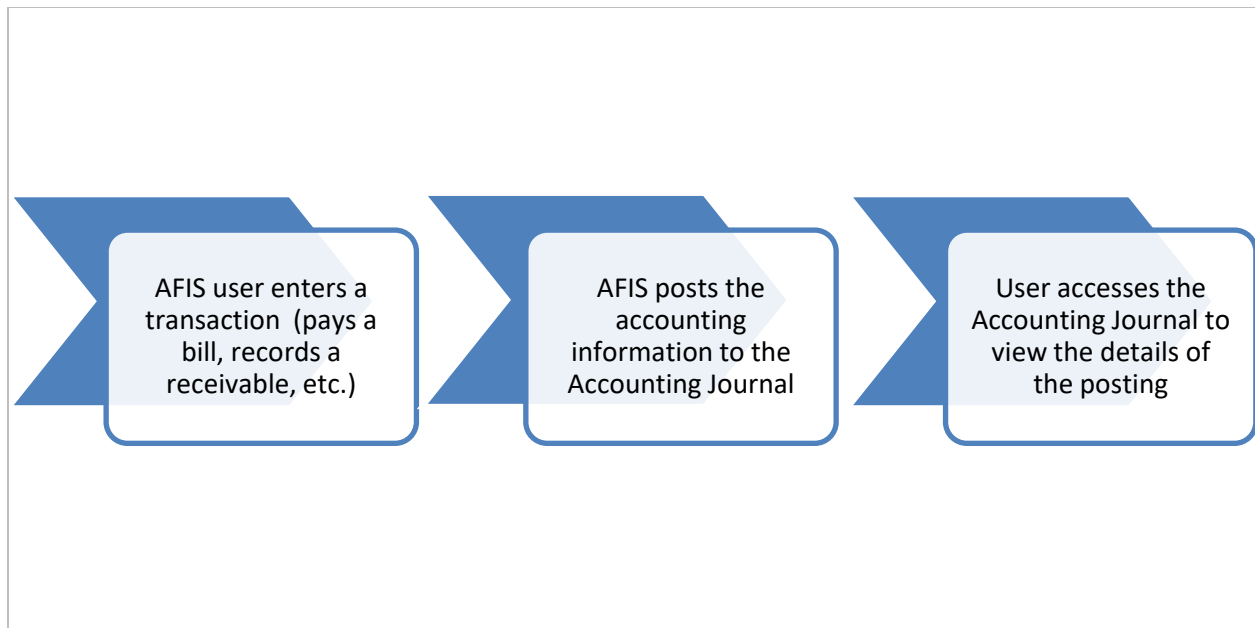 AFIS user enters a
transaction  (pays a
bill, records a
receivable, etc.)
AFIS posts the
accounting
information to the
Accounting Journal
User accesses the
Accounting Journal to
view the details of
the posting